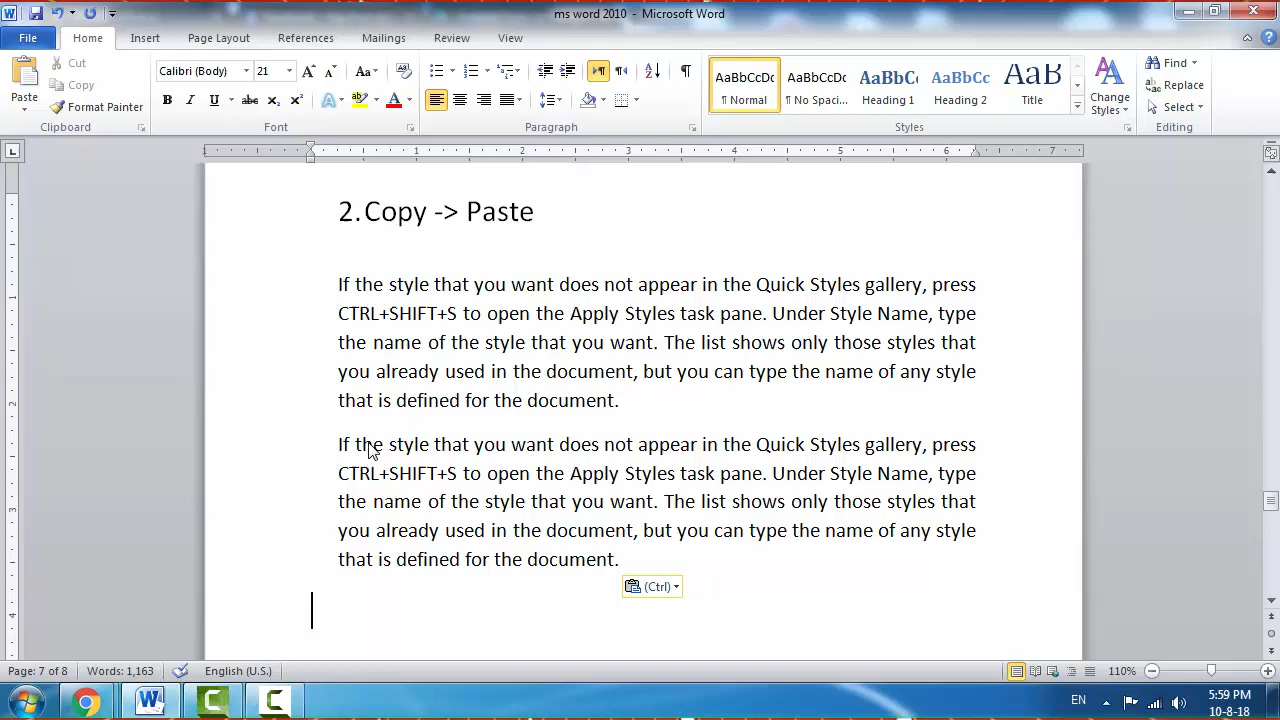 ms word 2010 - Microsoft Word
File Home Insert Page Layout References Mailings Review View
Cut
Copy
Format Painter
Paste
Clipboard
Calibri (Body) 21
Font
Paragraph
AaBbCcDc AaBbCcDc AaBbCc AaBbCc AaB
¶ Normal ¶ No Spaci... Heading 1 Heading 2 Title
Change
Styles
Styles
Find
Replace
Select
Editing
1 1 2 3 4 5 6 7
2. Copy -> Paste
If the style that you want does not appear in the Quick Styles gallery, press
CTRL+SHIFT+S to open the Apply Styles task pane. Under Style Name, type
the name of the style that you want. The list shows only those styles that
you already used in the document, but you can type the name of any style
that is defined for the document.
If the style that you want does not appear in the Quick Styles gallery, press
CTRL+SHIFT+S to open the Apply Styles task pane. Under Style Name, type
the name of the style that you want. The list shows only those styles that
you already used in the document, but you can type the name of any style
that is defined for the document.
(Ctrl)
Page: 7 of 8 Words: 1,163 English (U.S.) 110%
EN
5:59 PM
10-8-18